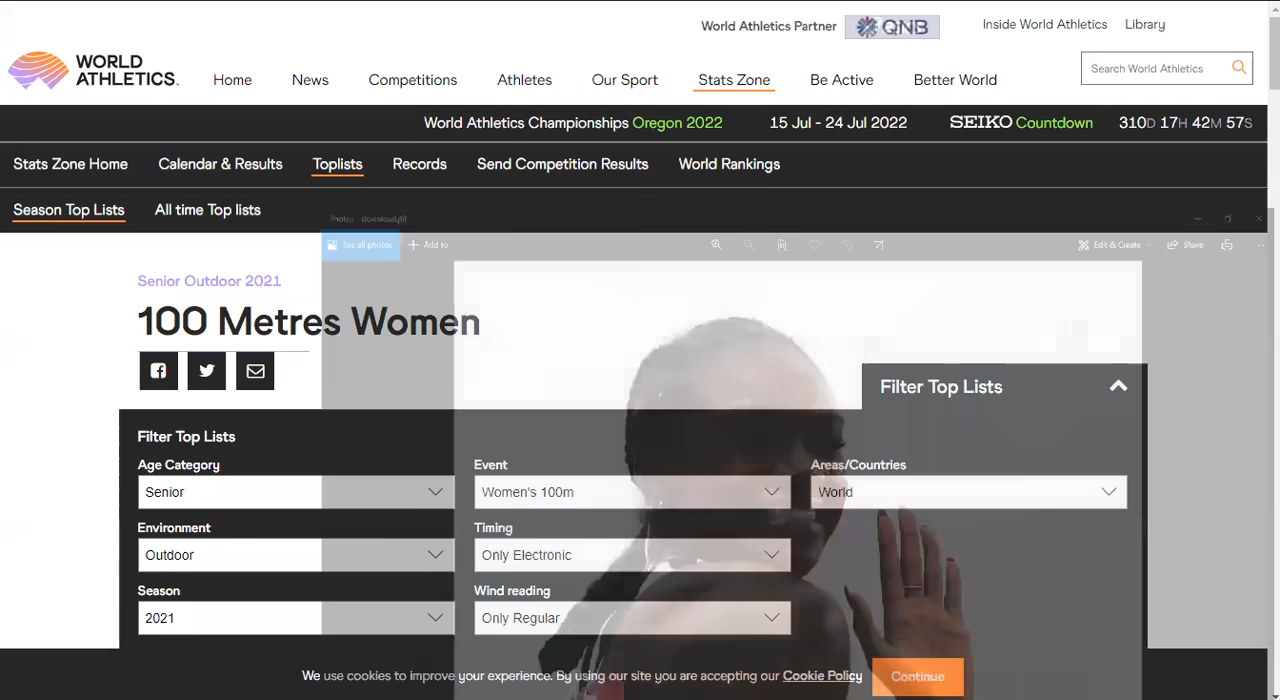 World Athletics Partner QNB Inside World Athletics Library
WORLD
ATHLETICS.
Home News Competitions Athletes Our Sport Stats Zone Be Active Better World
Search World Athletics
World Athletics Championships Oregon 2022 15 Jul - 24 Jul 2022 SEIKO Countdown 310D 17H 42M 57S
Stats Zone Home Calendar & Results Toplists Records Send Competition Results World Rankings
Season Top Lists All time Top lists
Photos download.jfif
See all photos Add to Edit & Create Share
Senior Outdoor 2021
100 Metres Women
Filter Top Lists
Filter Top Lists
Age Category Event Areas/Countries
Senior Women's 100m World
Environment Timing
Outdoor Only Electronic
Season Wind reading
2021 Only Regular
We use cookies to improve your experience. By using our site you are accepting our Cookie Policy Continue